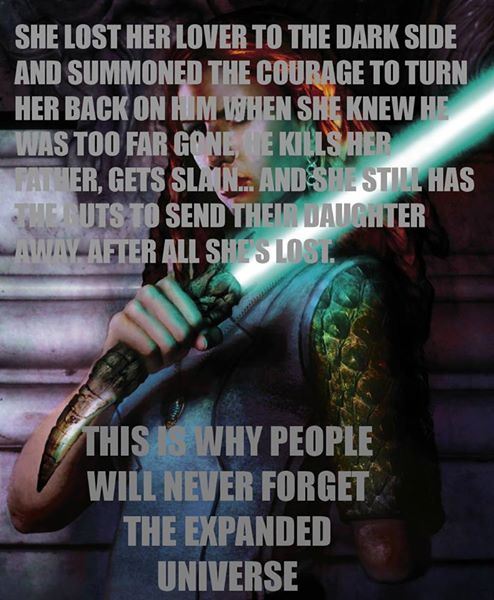 SHE LOST HER LOVER TO THE DARK SIDE
AND SUMMONED THE COURAGE TO TURN
HER BACK ON HIM WHEN SHE KNEW HE
WAS TOO FAR GONE. HE KILLS HER
FATHER, GETS SLAIN... AND SHE STILL HAS
THE GUTS TO SEND THEIR DAUGHTER
AWAY AFTER ALL SHE'S LOST.
THIS IS WHY PEOPLE
WILL NEVER FORGET
THE EXPANDED
UNIVERSE